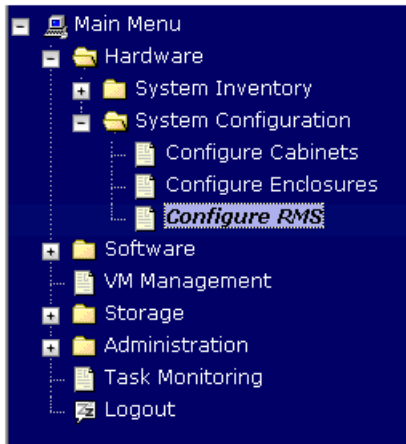 Main Menu
Hardware
System Inventory
System Configuration
Configure Cabinets
Configure Enclosures
Configure RMS
Software
VM Management
Storage
Administration
Task Monitoring
Logout